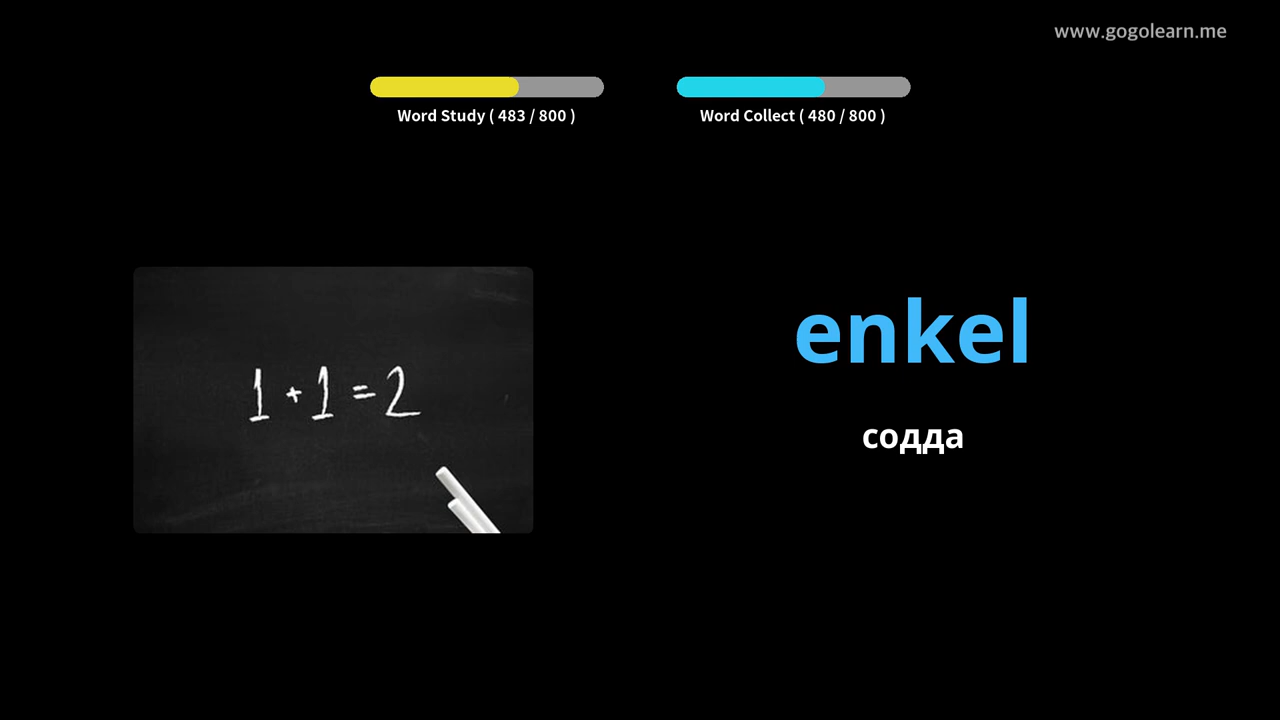 www.gogolearn.me
Word Study ( 483 / 800 )
Word Collect ( 480 / 800 )
1 + 1 = 2
enkel
содда